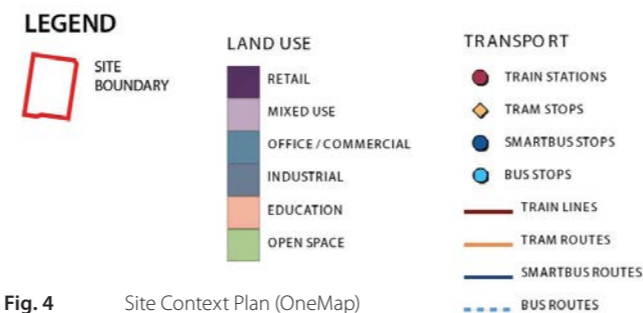 LEGEND
SITE
BOUNDARY
LAND USE
RETAIL
MIXED USE
OFFICE / COMMERCIAL
INDUSTRIAL
EDUCATION
OPEN SPACE
TRANSPORT
TRAIN STATIONS
TRAM STOPS
SMARTBUS STOPS
BUS STOPS
TRAIN LINES
TRAM ROUTES
SMARTBUS ROUTES
BUS ROUTES
Fig. 4 Site Context Plan (OneMap)